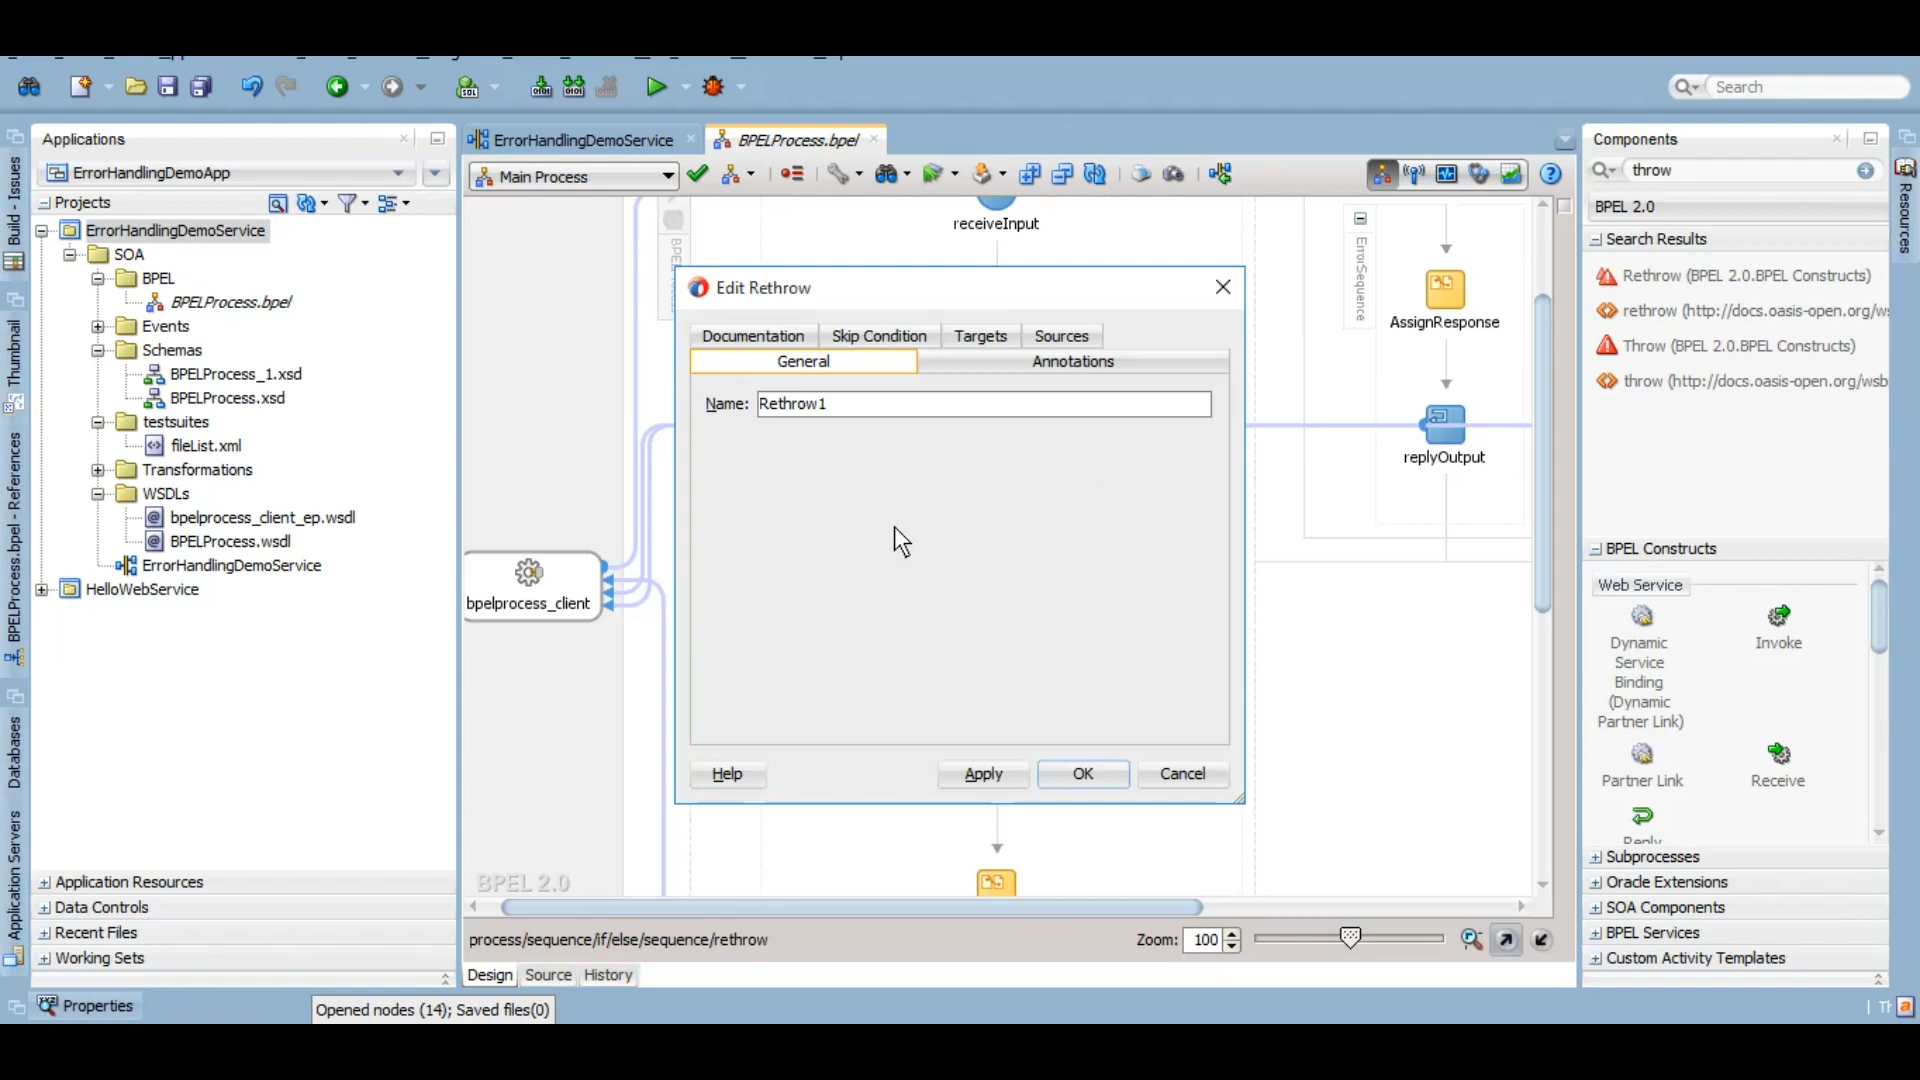 Search
Applications
ErrorHandlingDemoApp
Projects
ErrorHandlingDemoService
SOA
BPEL
BPELProcess.bpel
Events
Schemas
BPELProcess_1.xsd
BPELProcess.xsd
testsuites
fileList.xml
Transformations
WSDLs
bpelprocess_client_ep.wsdl
BPELProcess.wsdl
ErrorHandlingDemoService
HelloWebService
Application Resources
Data Controls
Recent Files
Working Sets
Build - Issues
Thumbnail
BPELProcess.bpel - References
Databases
Application Servers
Properties
Opened nodes (14); Saved files(0)
ErrorHandlingDemoService
BPELProcess.bpel
Main Process
receiveInput
ErrorSequence
AssignResponse
replyOutput
bpelprocess_client
BPEL 2.0
Edit Rethrow
Documentation
Skip Condition
Targets
Sources
General
Annotations
Name: Rethrow1
Help
Apply
OK
Cancel
process/sequence/if/else/sequence/rethrow
Zoom: 100
Design
Source
History
Components
throw
BPEL 2.0
Search Results
Rethrow (BPEL 2.0.BPEL Constructs)
rethrow (http://docs.oasis-open.org/ws
Throw (BPEL 2.0.BPEL Constructs)
throw (http://docs.oasis-open.org/wsb
BPEL Constructs
Web Service
Dynamic
Service
Binding
(Dynamic
Partner Link)
Invoke
Partner Link
Receive
Reply
Subprocesses
Oracle Extensions
SOA Components
BPEL Services
Custom Activity Templates
Resources